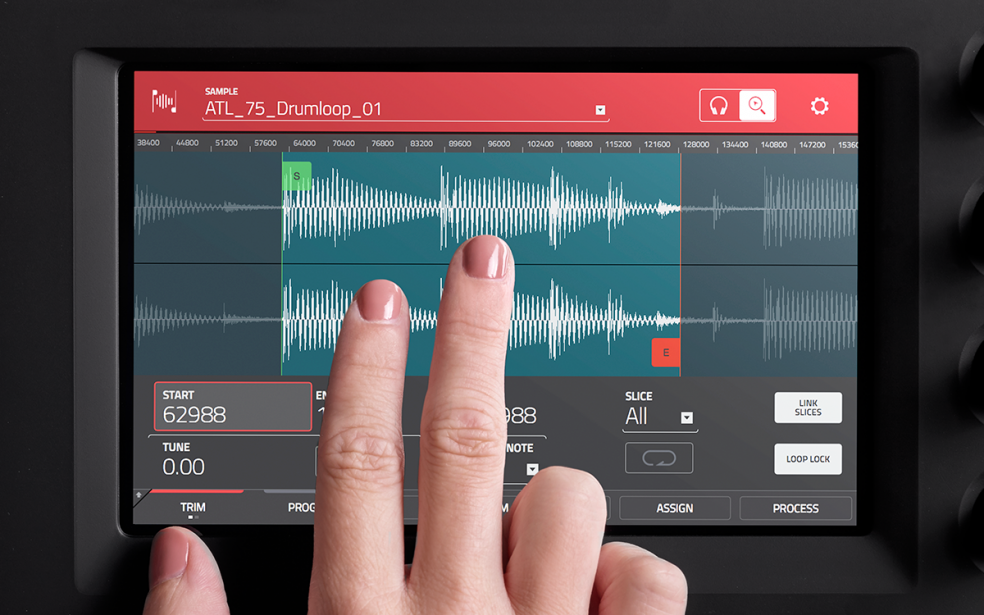 SAMPLE
ATL_75_Drumloop_01
38400 44800 51200 57600 64000 70400 76800 83200 89600 96000 102400 108800 115200 121600 128000 134400 140800 147200
S
E
START
62988
988
SLICE
All
LINK
SLICES
TUNE
0.00
NOTE
LOOP LOCK
TRIM
ASSIGN
PROCESS